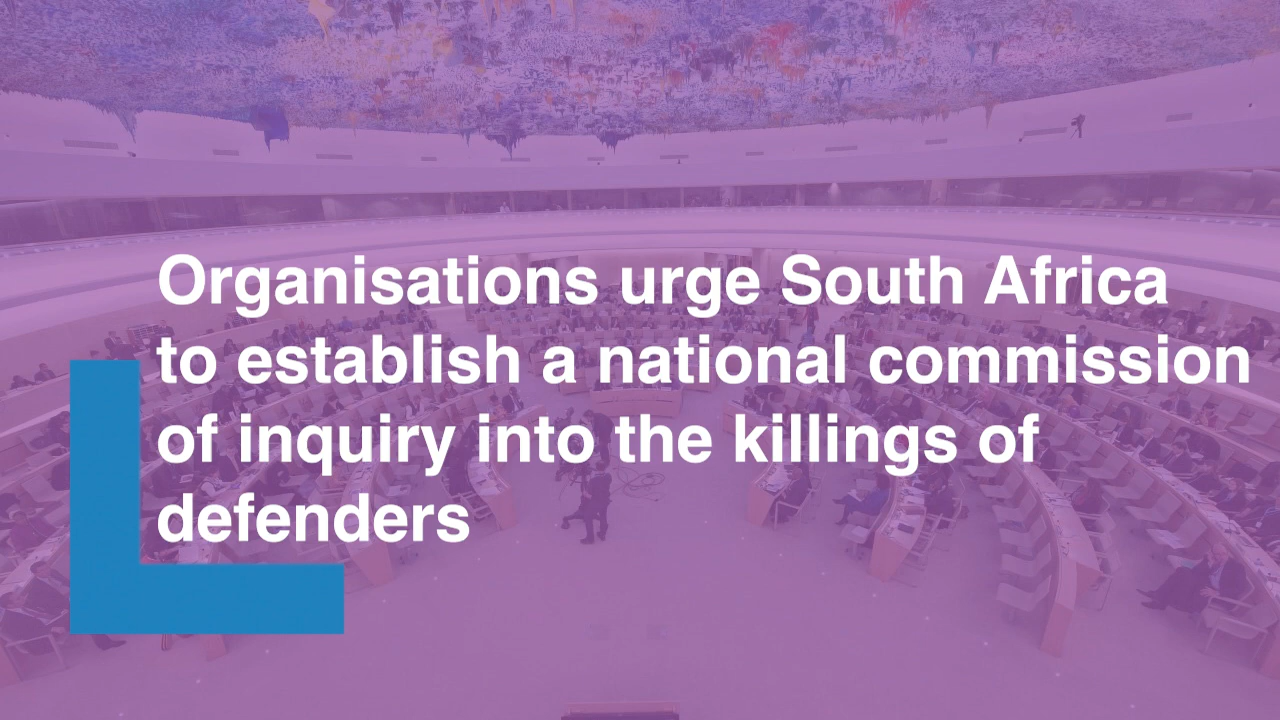 Organisations urge South Africa
to establish a national commission
of inquiry into the killings of
defenders